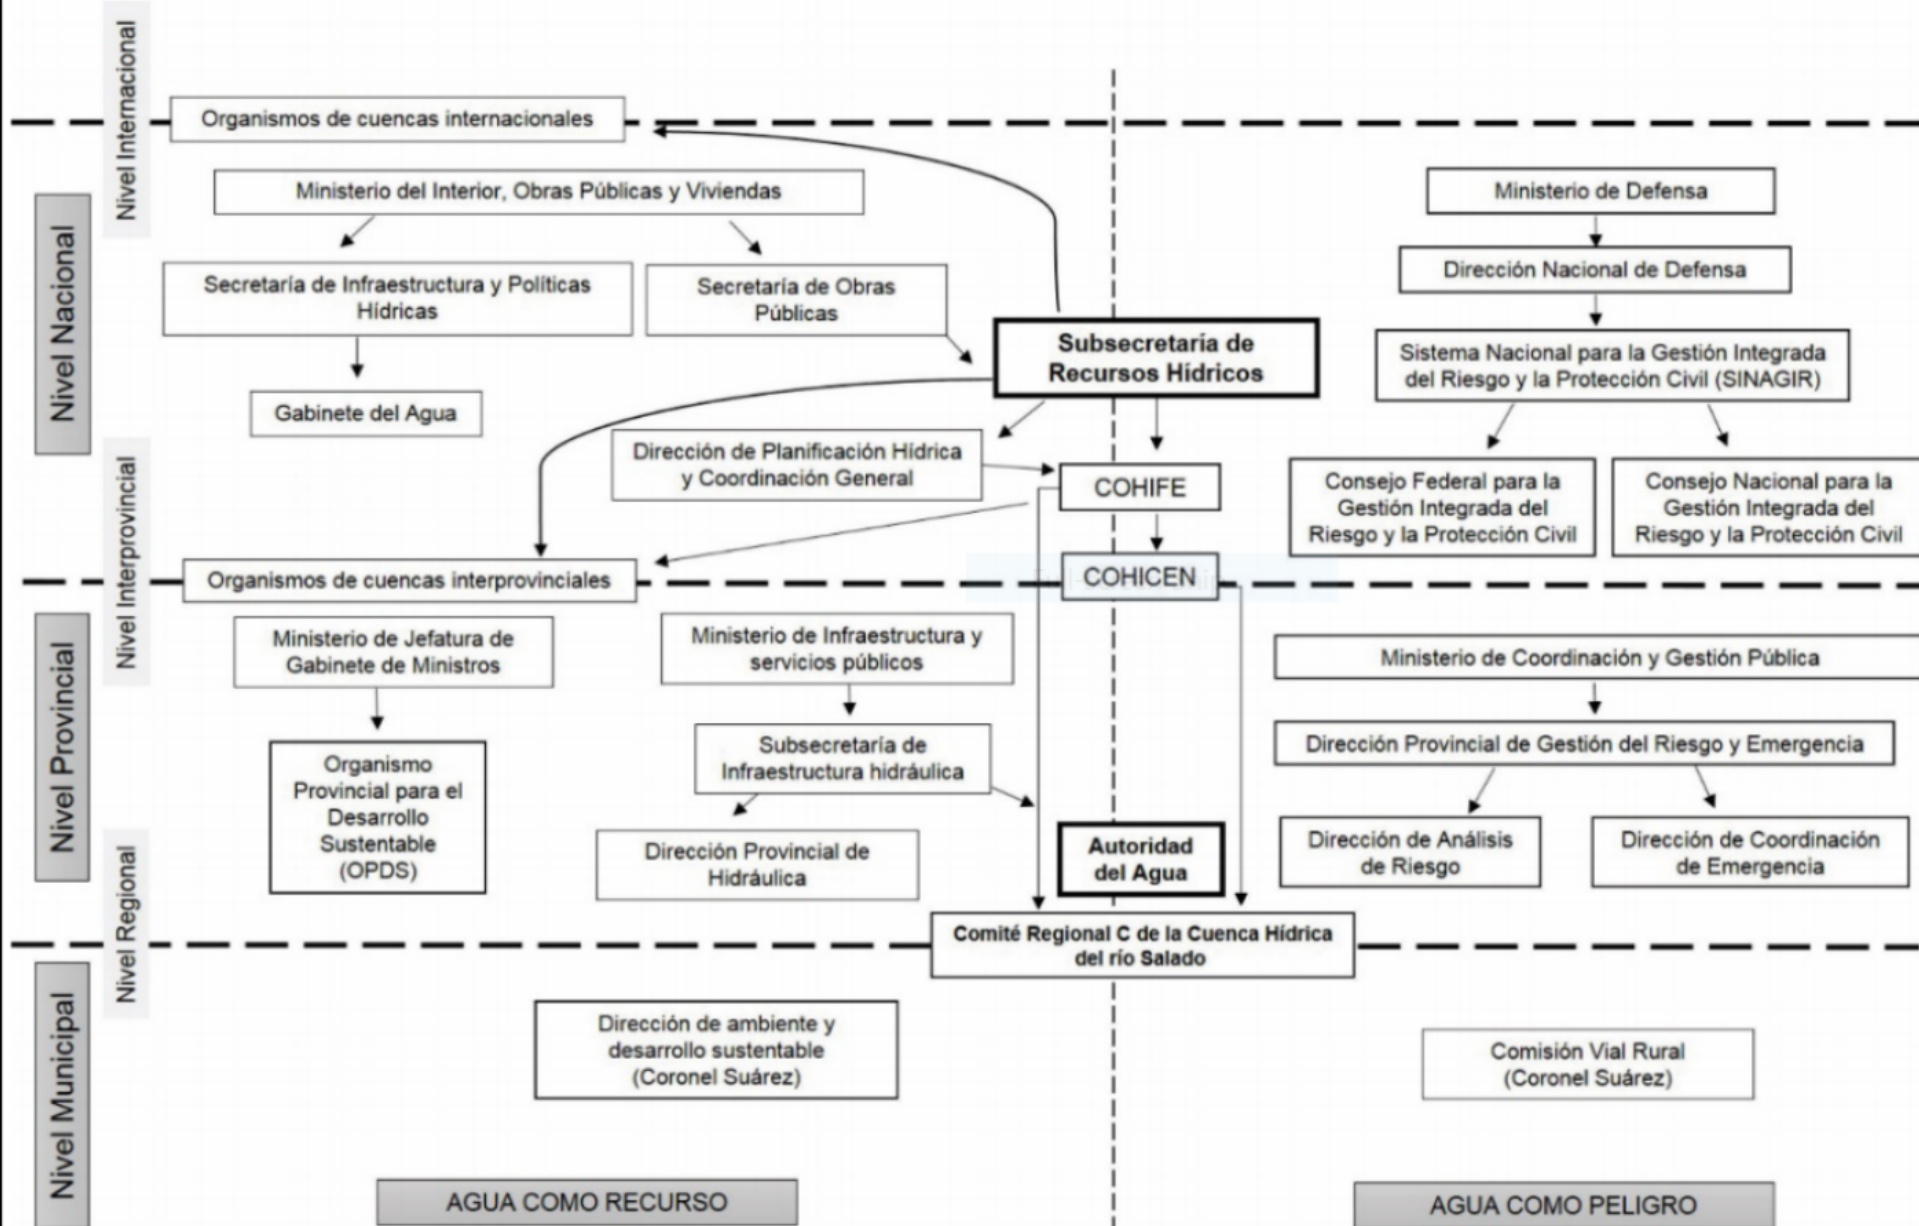 Nivel Internacional
Organismos de cuencas internacionales
Nivel Nacional
Ministerio del Interior, Obras Públicas y Viviendas
Secretaría de Infraestructura y Políticas
Hídricas
Secretaría de Obras
Públicas
Gabinete del Agua
Subsecretaría de
Recursos Hídricos
Dirección de Planificación Hídrica
y Coordinación General
COHIFE
COHICEN
Ministerio de Defensa
Dirección Nacional de Defensa
Sistema Nacional para la Gestión Integrada
del Riesgo y la Protección Civil (SINAGIR)
Consejo Federal para la
Gestión Integrada del
Riesgo y la Protección Civil
Consejo Nacional para la
Gestión Integrada del
Riesgo y la Protección Civil
Nivel Interprovincial
Organismos de cuencas interprovinciales
Nivel Provincial
Ministerio de Jefatura de
Gabinete de Ministros
Organismo
Provincial para el
Desarrollo
Sustentable
(OPDS)
Ministerio de Infraestructura y
servicios públicos
Subsecretaría de
Infraestructura hidráulica
Dirección Provincial de
Hidráulica
Autoridad
del Agua
Ministerio de Coordinación y Gestión Pública
Dirección Provincial de Gestión del Riesgo y Emergencia
Dirección de Análisis
de Riesgo
Dirección de Coordinación
de Emergencia
Nivel Regional
Comité Regional C de la Cuenca Hídrica
del río Salado
Nivel Municipal
Dirección de ambiente y
desarrollo sustentable
(Coronel Suárez)
Comisión Vial Rural
(Coronel Suárez)
AGUA COMO RECURSO
AGUA COMO PELIGRO